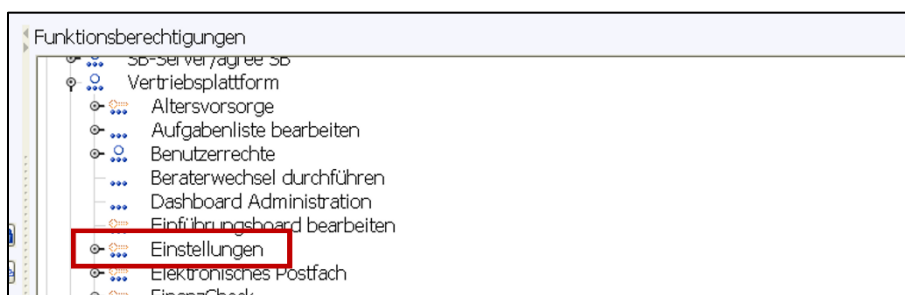 Funktionsberechtigungen
SB-Server/agree SB
Vertriebsplattform
Altersvorsorge
Aufgabenliste bearbeiten
Benutzerrechte
Beraterwechsel durchführen
Dashboard Administration
Einführungsboard bearbeiten
Einstellungen
Elektronisches Postfach
FinanzCheck